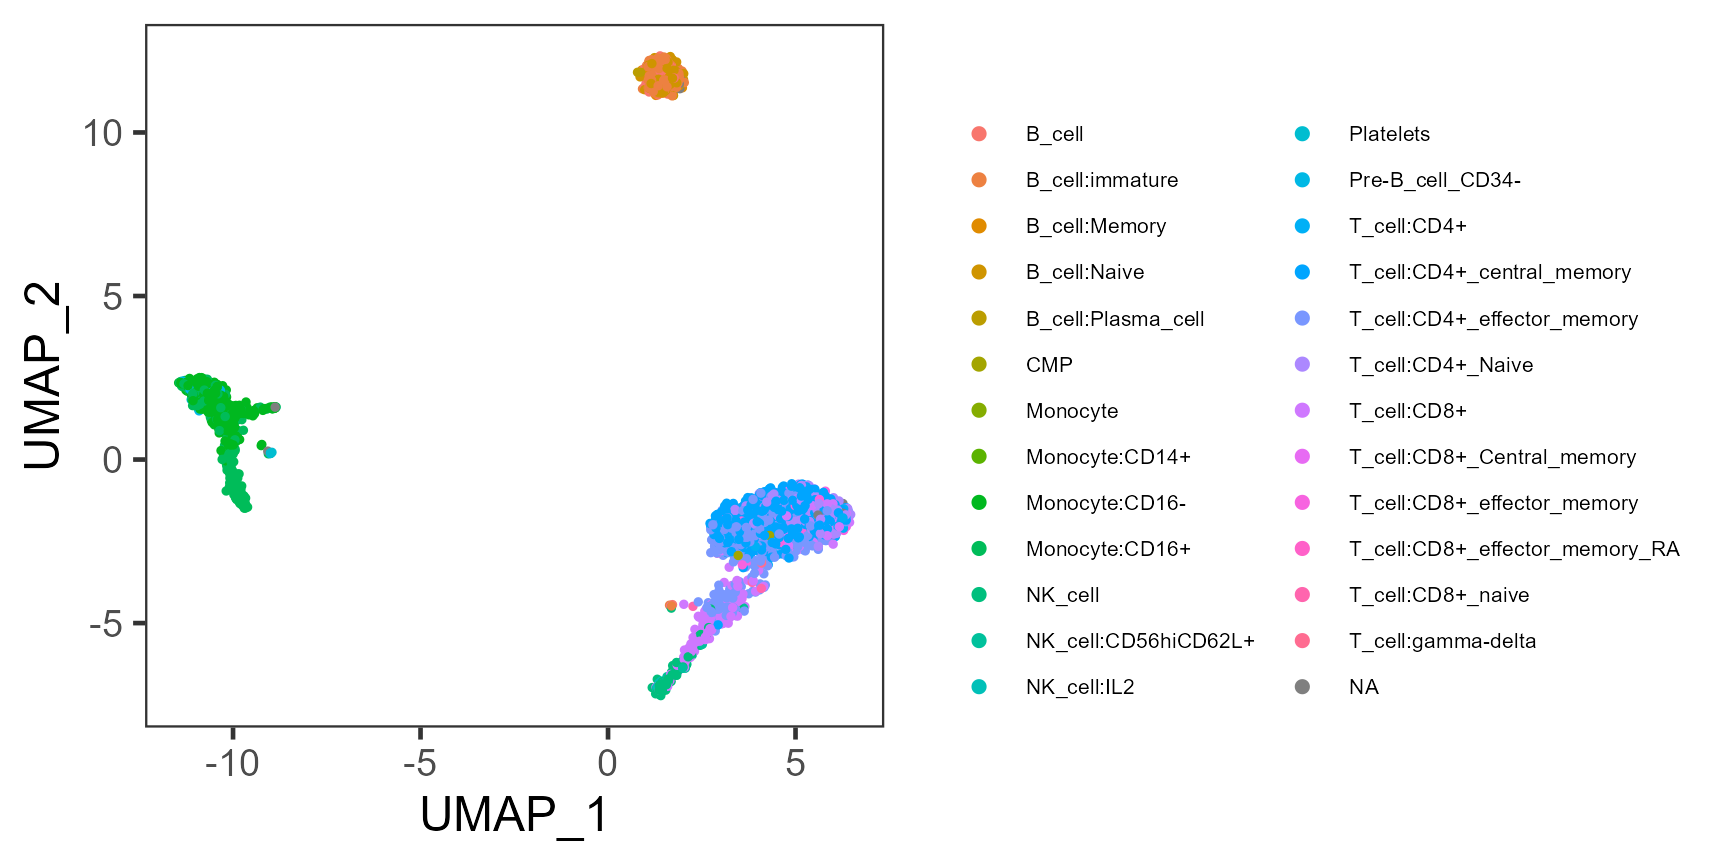 UMAP_2
10
5
0
-5
-10
-5
0
5
UMAP_1
B_cell
B_cell:immature
B_cell:Memory
B_cell:Naive
B_cell:Plasma_cell
CMP
Monocyte
Monocyte:CD14+
Monocyte:CD16-
Monocyte:CD16+
NK_cell
NK_cell:CD56hiCD62L+
NK_cell:IL2
Platelets
Pre-B_cell_CD34-
T_cell:CD4+
T_cell:CD4+_central_memory
T_cell:CD4+_effector_memory
T_cell:CD4+_Naive
T_cell:CD8+
T_cell:CD8+_Central_memory
T_cell:CD8+_effector_memory
T_cell:CD8+_effector_memory_RA
T_cell:CD8+_naive
T_cell:gamma-delta
NA